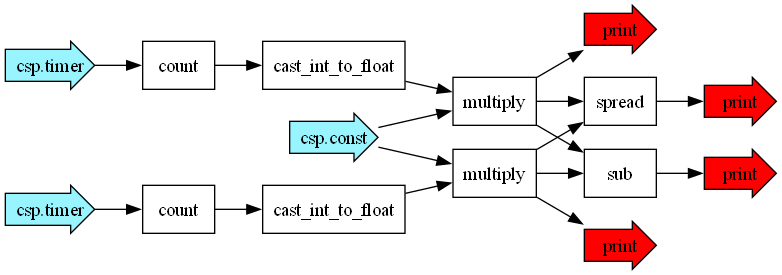 print
csp.timer
count
cast_int_to_float
multiply
spread
print
csp.const
multiply
sub
print
csp.timer
count
cast_int_to_float
print